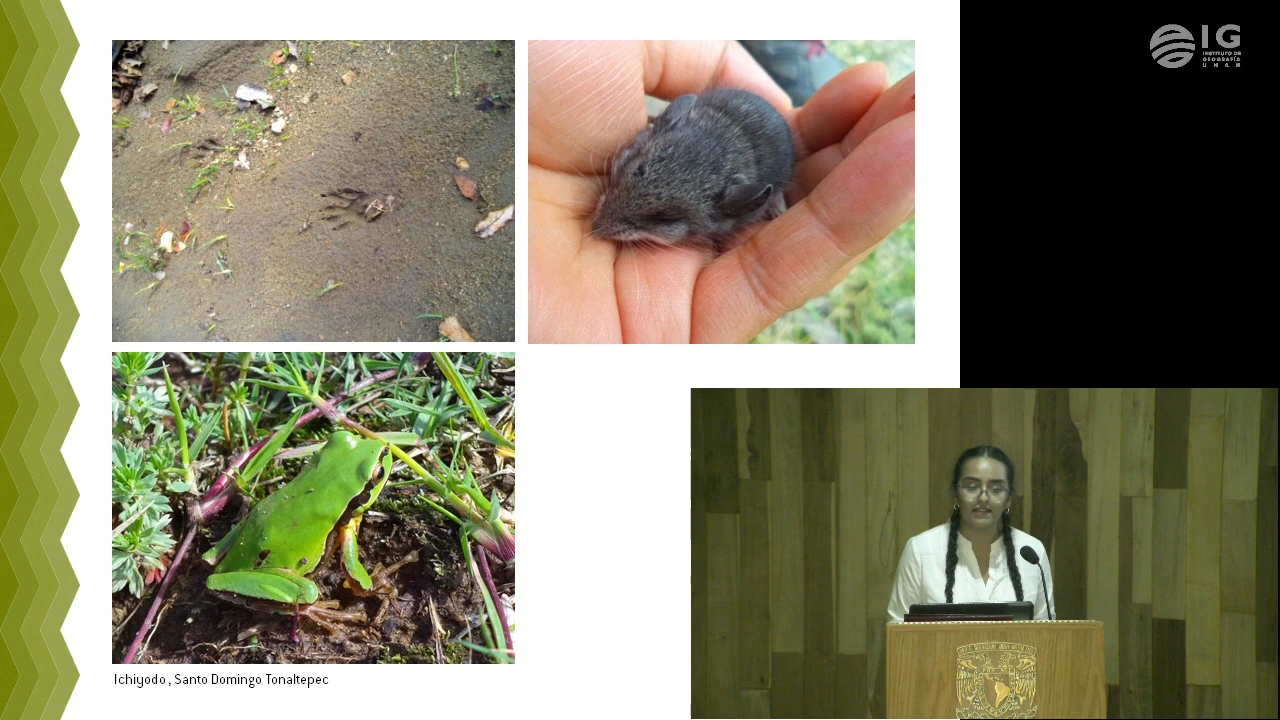 IG
INSTITUTO DE
GEOGRAFÍA
UNAM
Ichiyodo , Santo Domingo Tonaltepec